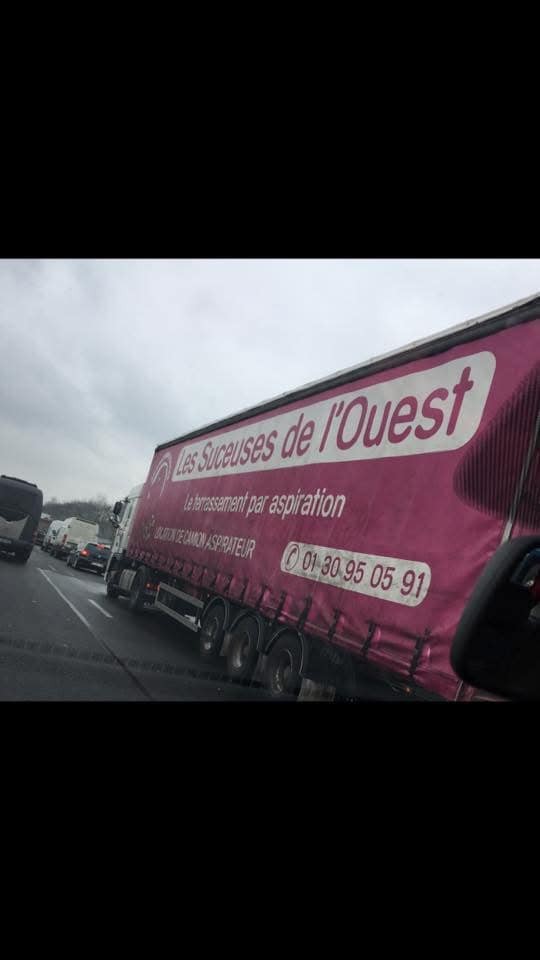 Les Suceuses de l'Ouest
Le terrassement par aspiration
LOCATION DE CAMION ASPIRATEUR
01 30 95 05 91